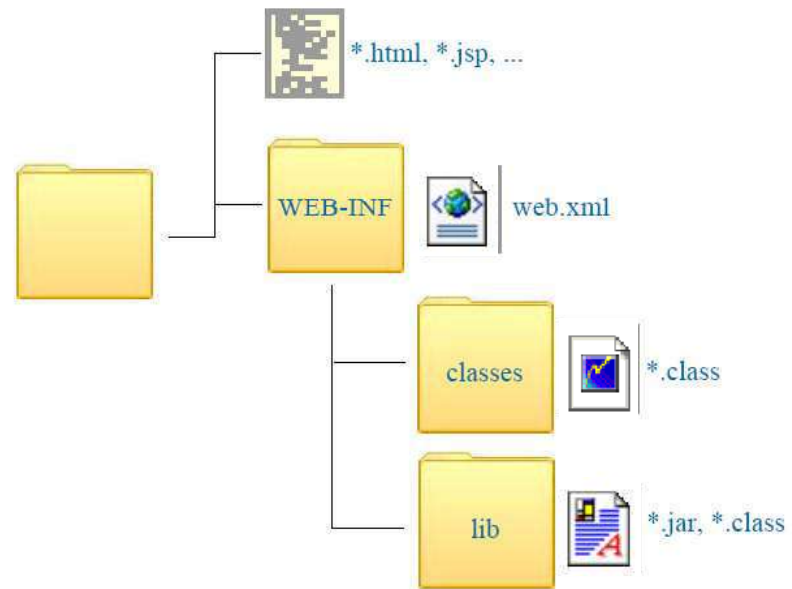 *.html, *.jsp, ...
WEB-INF
web.xml
classes
*.class
lib
*.jar, *.class